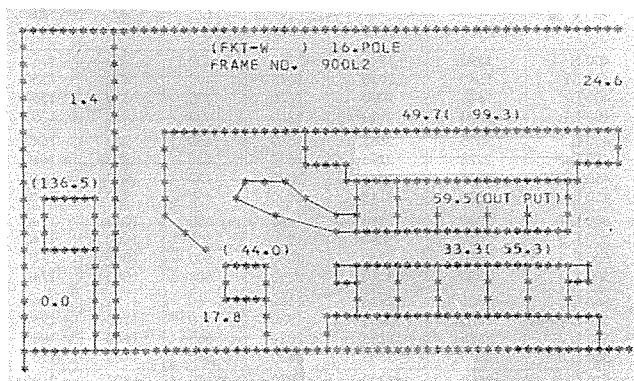 (FKT-W   )  16.POLE
FRAME NO.  900L2
24.6
1.4
49.7(  99.3)
(136.5)
59.5(OUT PUT)
( 44.0)
33.3( 55.3)
0.0
17.8